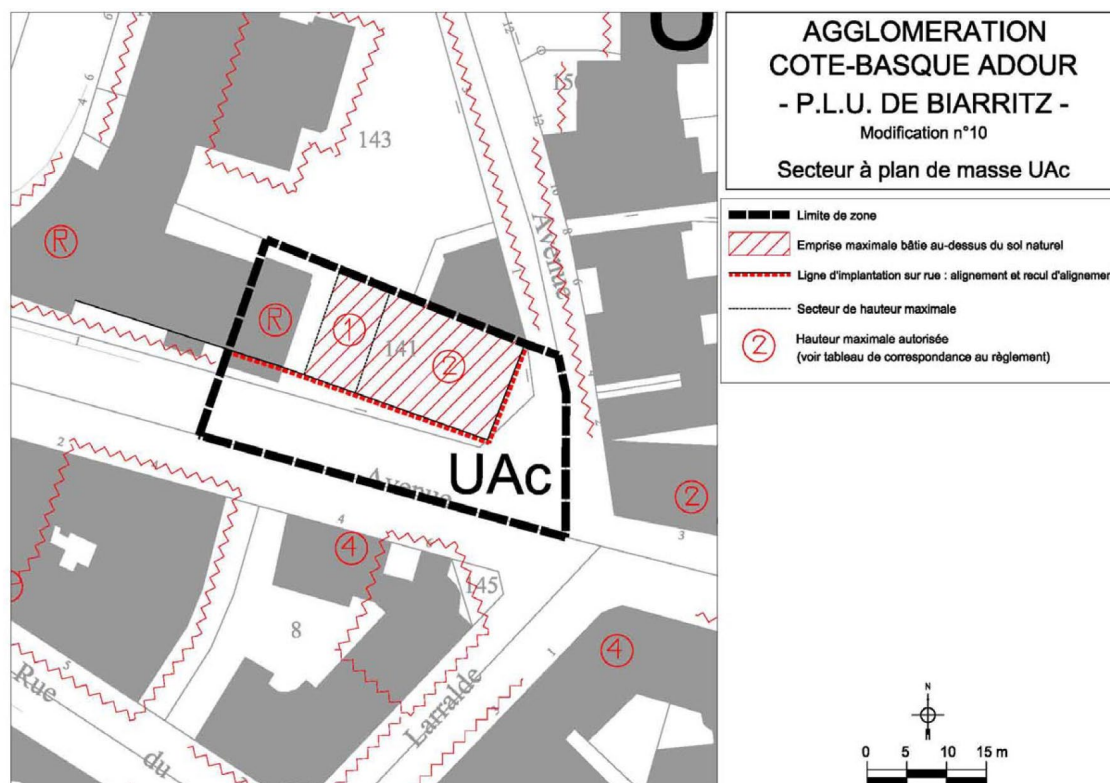 AGGLOMERATION
COTE-BASQUE ADOUR
- P.L.U. DE BIARRITZ -
Modification n°10
Secteur à plan de masse UAc
Limite de zone
Emprise maximale bâtie au-dessus du sol naturel
Ligne d'implantation sur rue : alignement et recul d'alignement
Secteur de hauteur maximale
2
Hauteur maximale autorisée
(voir tableau de correspondance au règlement)
N
0 5 10 15 m
143
Avenue
R
R
1
141
2
UAc
Avenue
2
4
4
145
8
4
Rue
du
Larralde